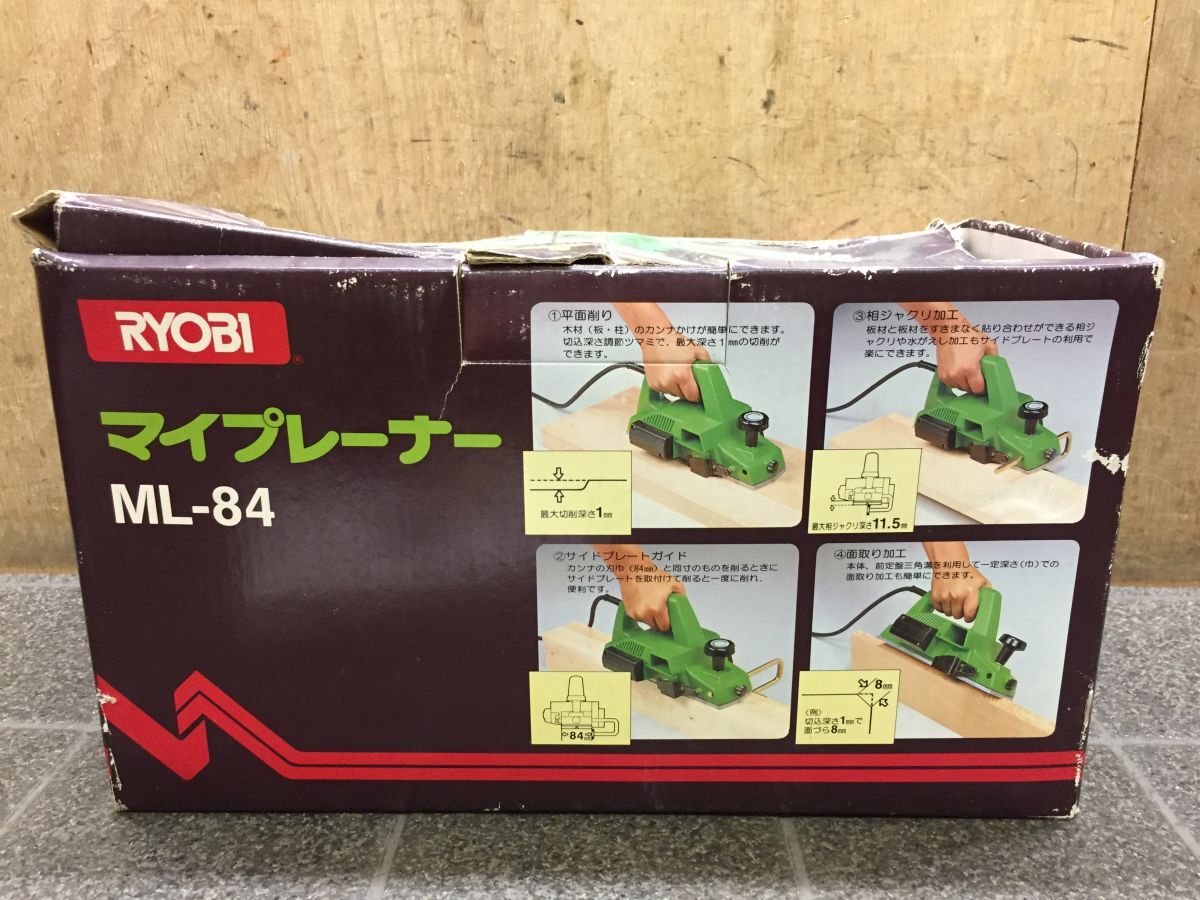 RYOBI
®
マイプレーナー
ML-84
①平面削り
木材(板・柱)のカンナかけが簡単にできます。
切込深さ調節ツマミで、最大深さ1㎜の切削が
できます。
最大切削深さ1㎜
②サイドプレートガイド
カンナの刃巾(84㎜)と同寸のものを削るときに
サイドプレートを取付けて削ると一度に削れ、
便利です。
84㎜
③相ジャクリ加工
板材と板材をすきまなく貼り合わせができる相ジ
ャクリや水がえし加工もサイドプレートの利用で
楽にできます。
最大相ジャクリ深さ11.5㎜
④面取り加工
本体、前定盤三角溝を利用して一定深さ(巾)での
面取り加工も簡単にできます。
8㎜
〈例〉
切込深さ1㎜で
面づら8㎜